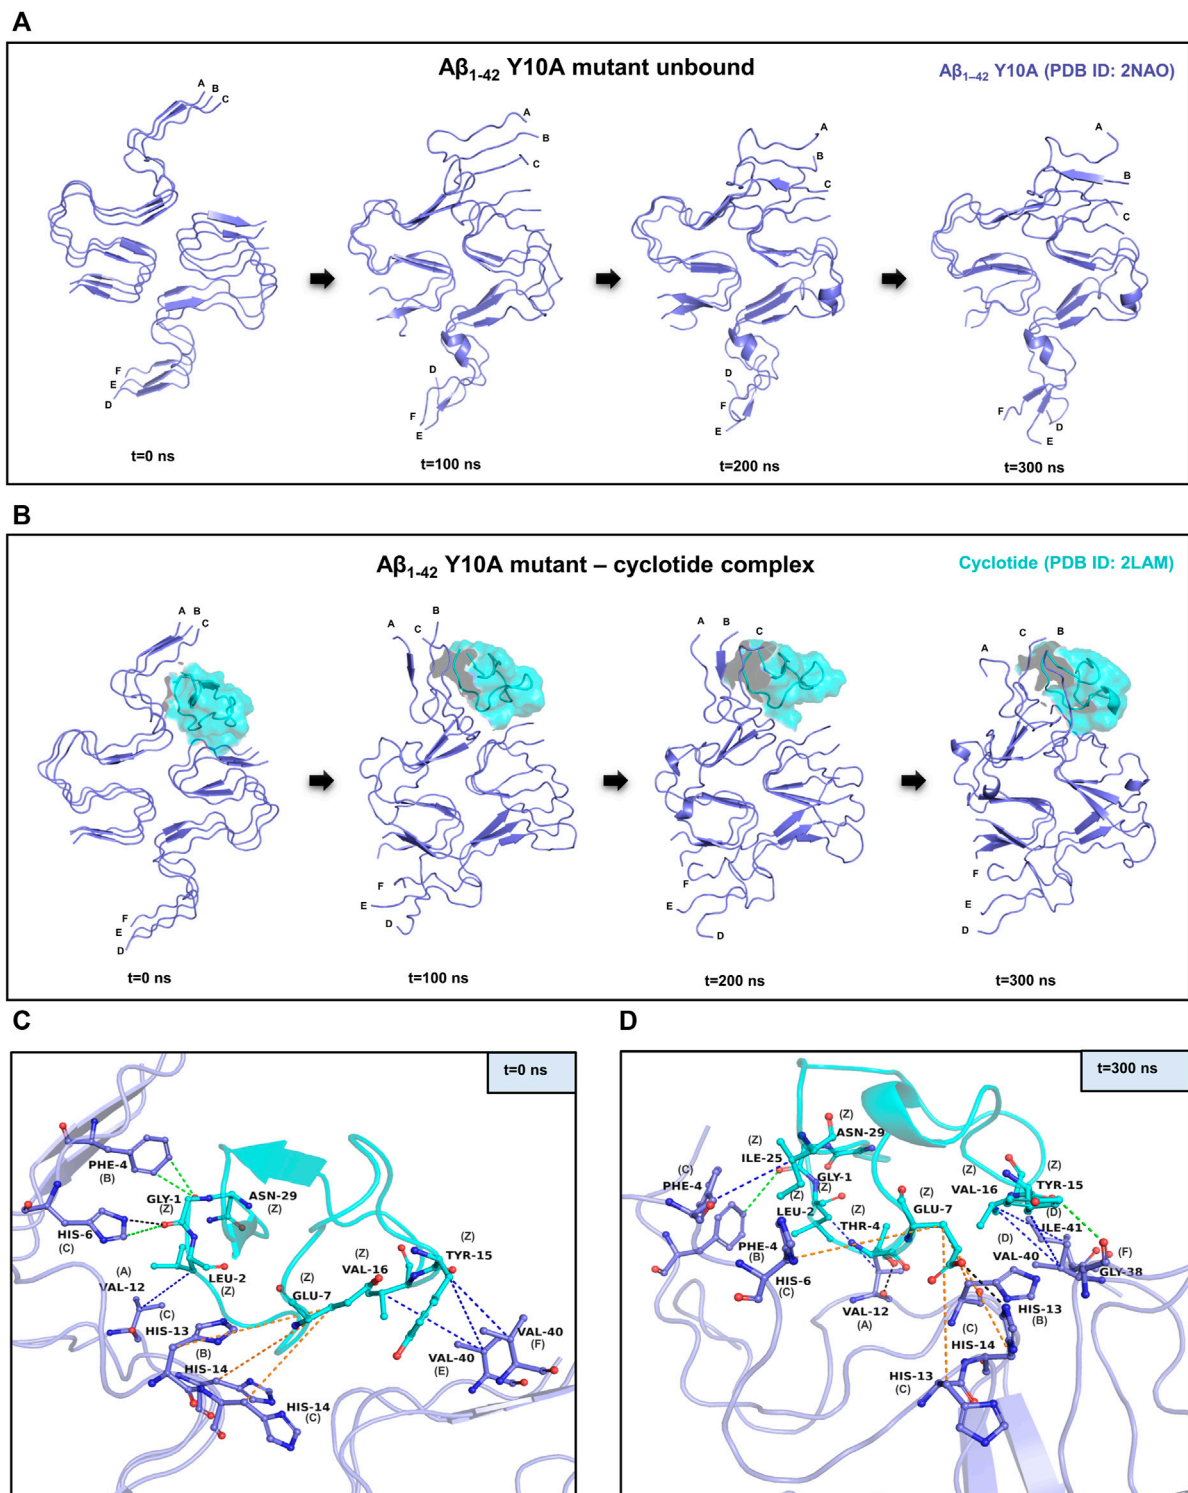 A
Aβ1-42 Y10A mutant unbound
Aβ1–42 Y10A (PDB ID: 2NAO)
A
B
C
F
E
D
t=0 ns
A
B
C
D
F
E
t=100 ns
A
B
C
D
F
E
t=200 ns
A
B
C
F
D
E
t=300 ns
B
Aβ1-42 Y10A mutant – cyclotide complex
Cyclotide (PDB ID: 2LAM)
A B
C
F
E
D
t=0 ns
B
A
C
F
E
D
t=100 ns
A
B
C
F
E
D
t=200 ns
C
B
A
F
E
D
t=300 ns
C
t=0 ns
PHE-4
(B)
GLY-1
(Z)
ASN-29
(Z)
HIS-6
(C)
(A)
VAL-12
LEU-2
(Z)
(C)
HIS-13
(B)
HIS-14
HIS-14
(C)
(Z)
GLU-7
(Z)
VAL-16
(Z)
TYR-15
VAL-40
(F)
VAL-40
(E)
D
t=300 ns
(Z)
ASN-29
(Z)
ILE-25
(C)
PHE-4
(Z)
LEU-2
GLY-1
(Z)
THR-4
(Z)
GLU-7
PHE-4
(B)
HIS-6
(C)
VAL-12
(A)
(Z)
VAL-16
(Z)
TYR-15
(D)
ILE-41
(D)
VAL-40
(F)
GLY-38
HIS-13
(B)
(C)
HIS-14
HIS-13
(C)